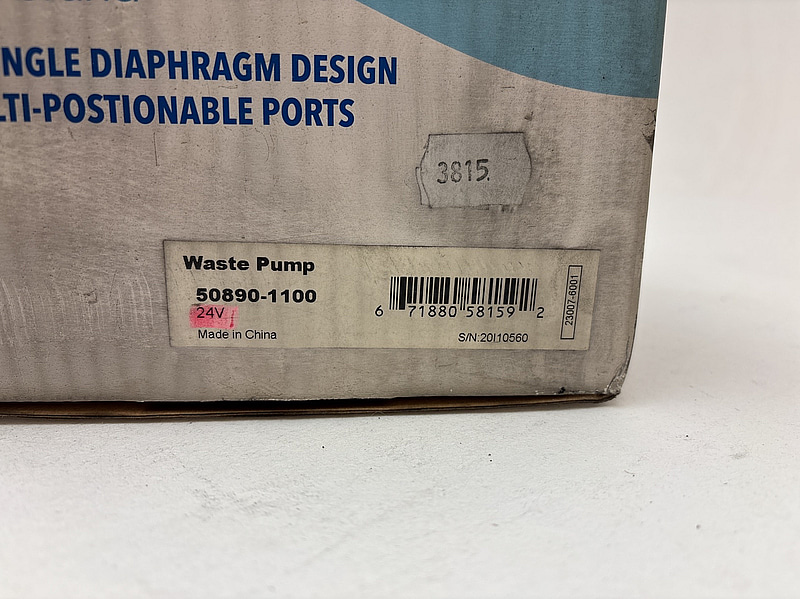 NGLE DIAPHRAGM DESIGN
LTI-POSTIONABLE PORTS
3815.
Waste Pump
50890-1100
24V
Made in China
6 71880 58159 2
S/N:20I10560
23007-8001